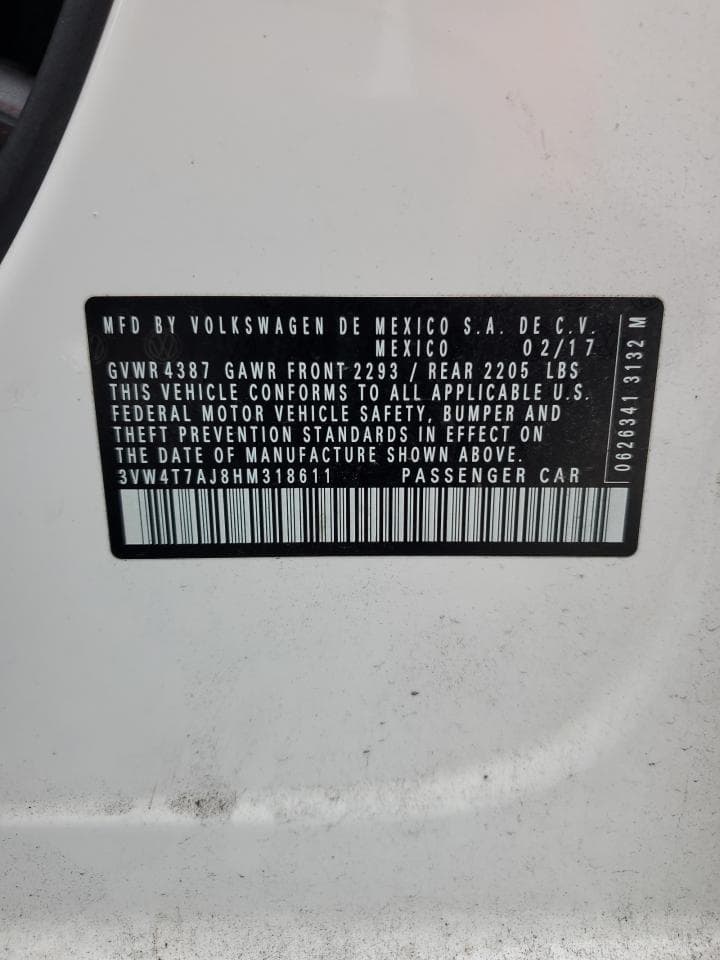 MFD BY VOLKSWAGEN DE MEXICO S.A. DE C.V.
MEXICO 02/17
GVWR 4387 GAWR FRONT 2293 / REAR 2205 LBS
THIS VEHICLE CONFORMS TO ALL APPLICABLE U.S.
FEDERAL MOTOR VEHICLE SAFETY, BUMPER AND
THEFT PREVENTION STANDARDS IN EFFECT ON
THE DATE OF MANUFACTURE SHOWN ABOVE.
3VW4T7AJ8HM318611 PASSENGER CAR
0626341 3132 M